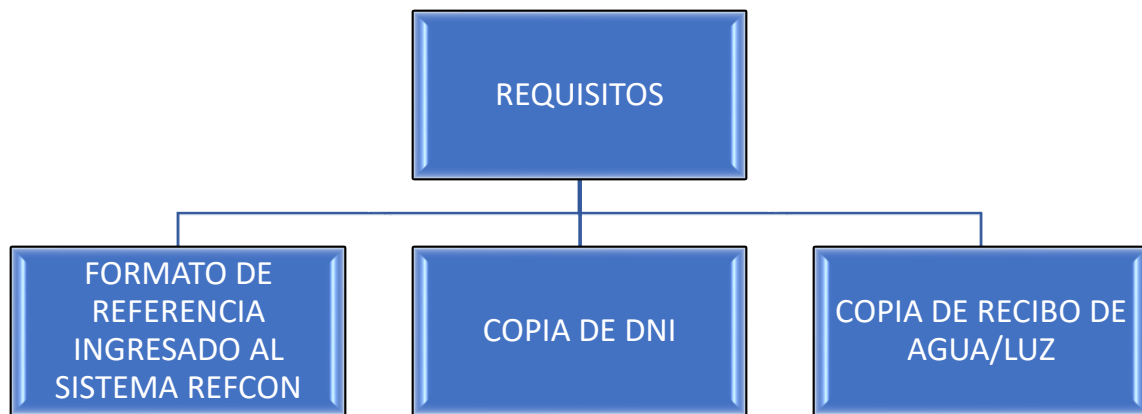 REQUISITOS
FORMATO DE
REFERENCIA
INGRESADO AL
SISTEMA REFCON
COPIA DE DNI
COPIA DE RECIBO DE
AGUA/LUZ